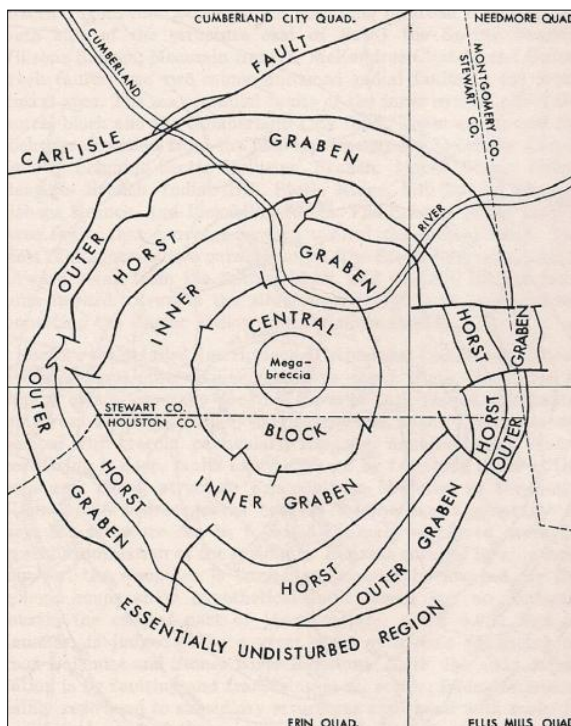 CUMBERLAND CITY QUAD.
NEEDMORE QUAD.
CUMBERLAND
RIVER
CARLISLE FAULT
MONTGOMERY CO.
STEWART CO.
OUTER GRABEN
HORST
INNER GRABEN
CENTRAL BLOCK
Mega-
breccia
HORST
GRABEN
STEWART CO.
HOUSTON CO.
HORST
OUTER
OUTER GRABEN
HORST
INNER GRABEN
HORST
OUTER GRABEN
ESSENTIALLY UNDISTURBED REGION
ERIN QUAD.
ELLIS MILLS QUAD.